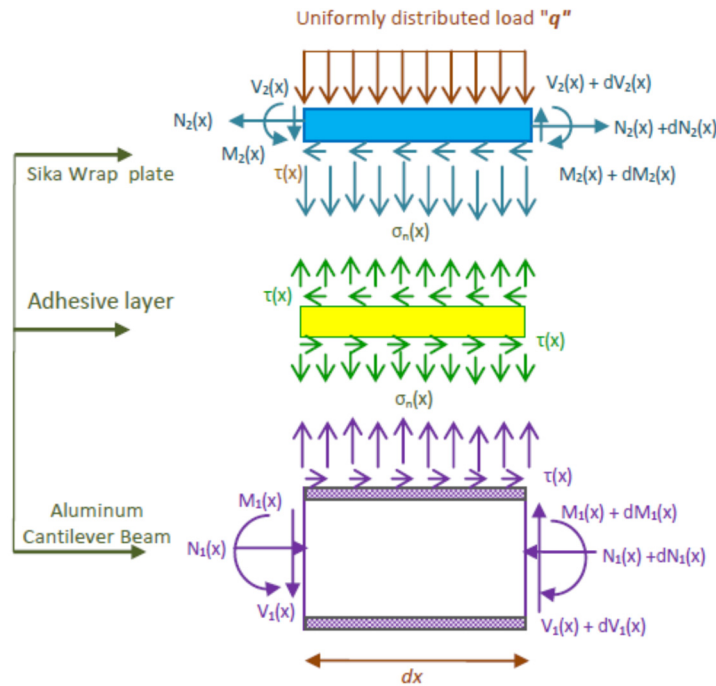 Uniformly distributed load "q"
V₂(x)
V₂(x) + dV₂(x)
N₂(x)
N₂(x) +dN₂(x)
M₂(x)
Sika Wrap plate
τ(x)
M₂(x) + dM₂(x)
σₙ(x)
Adhesive layer
τ(x)
τ(x)
σₙ(x)
τ(x)
Aluminum
Cantilever Beam
M₁(x)
M₁(x) + dM₁(x)
N₁(x)
N₁(x) +dN₁(x)
V₁(x)
V₁(x) + dV₁(x)
dx